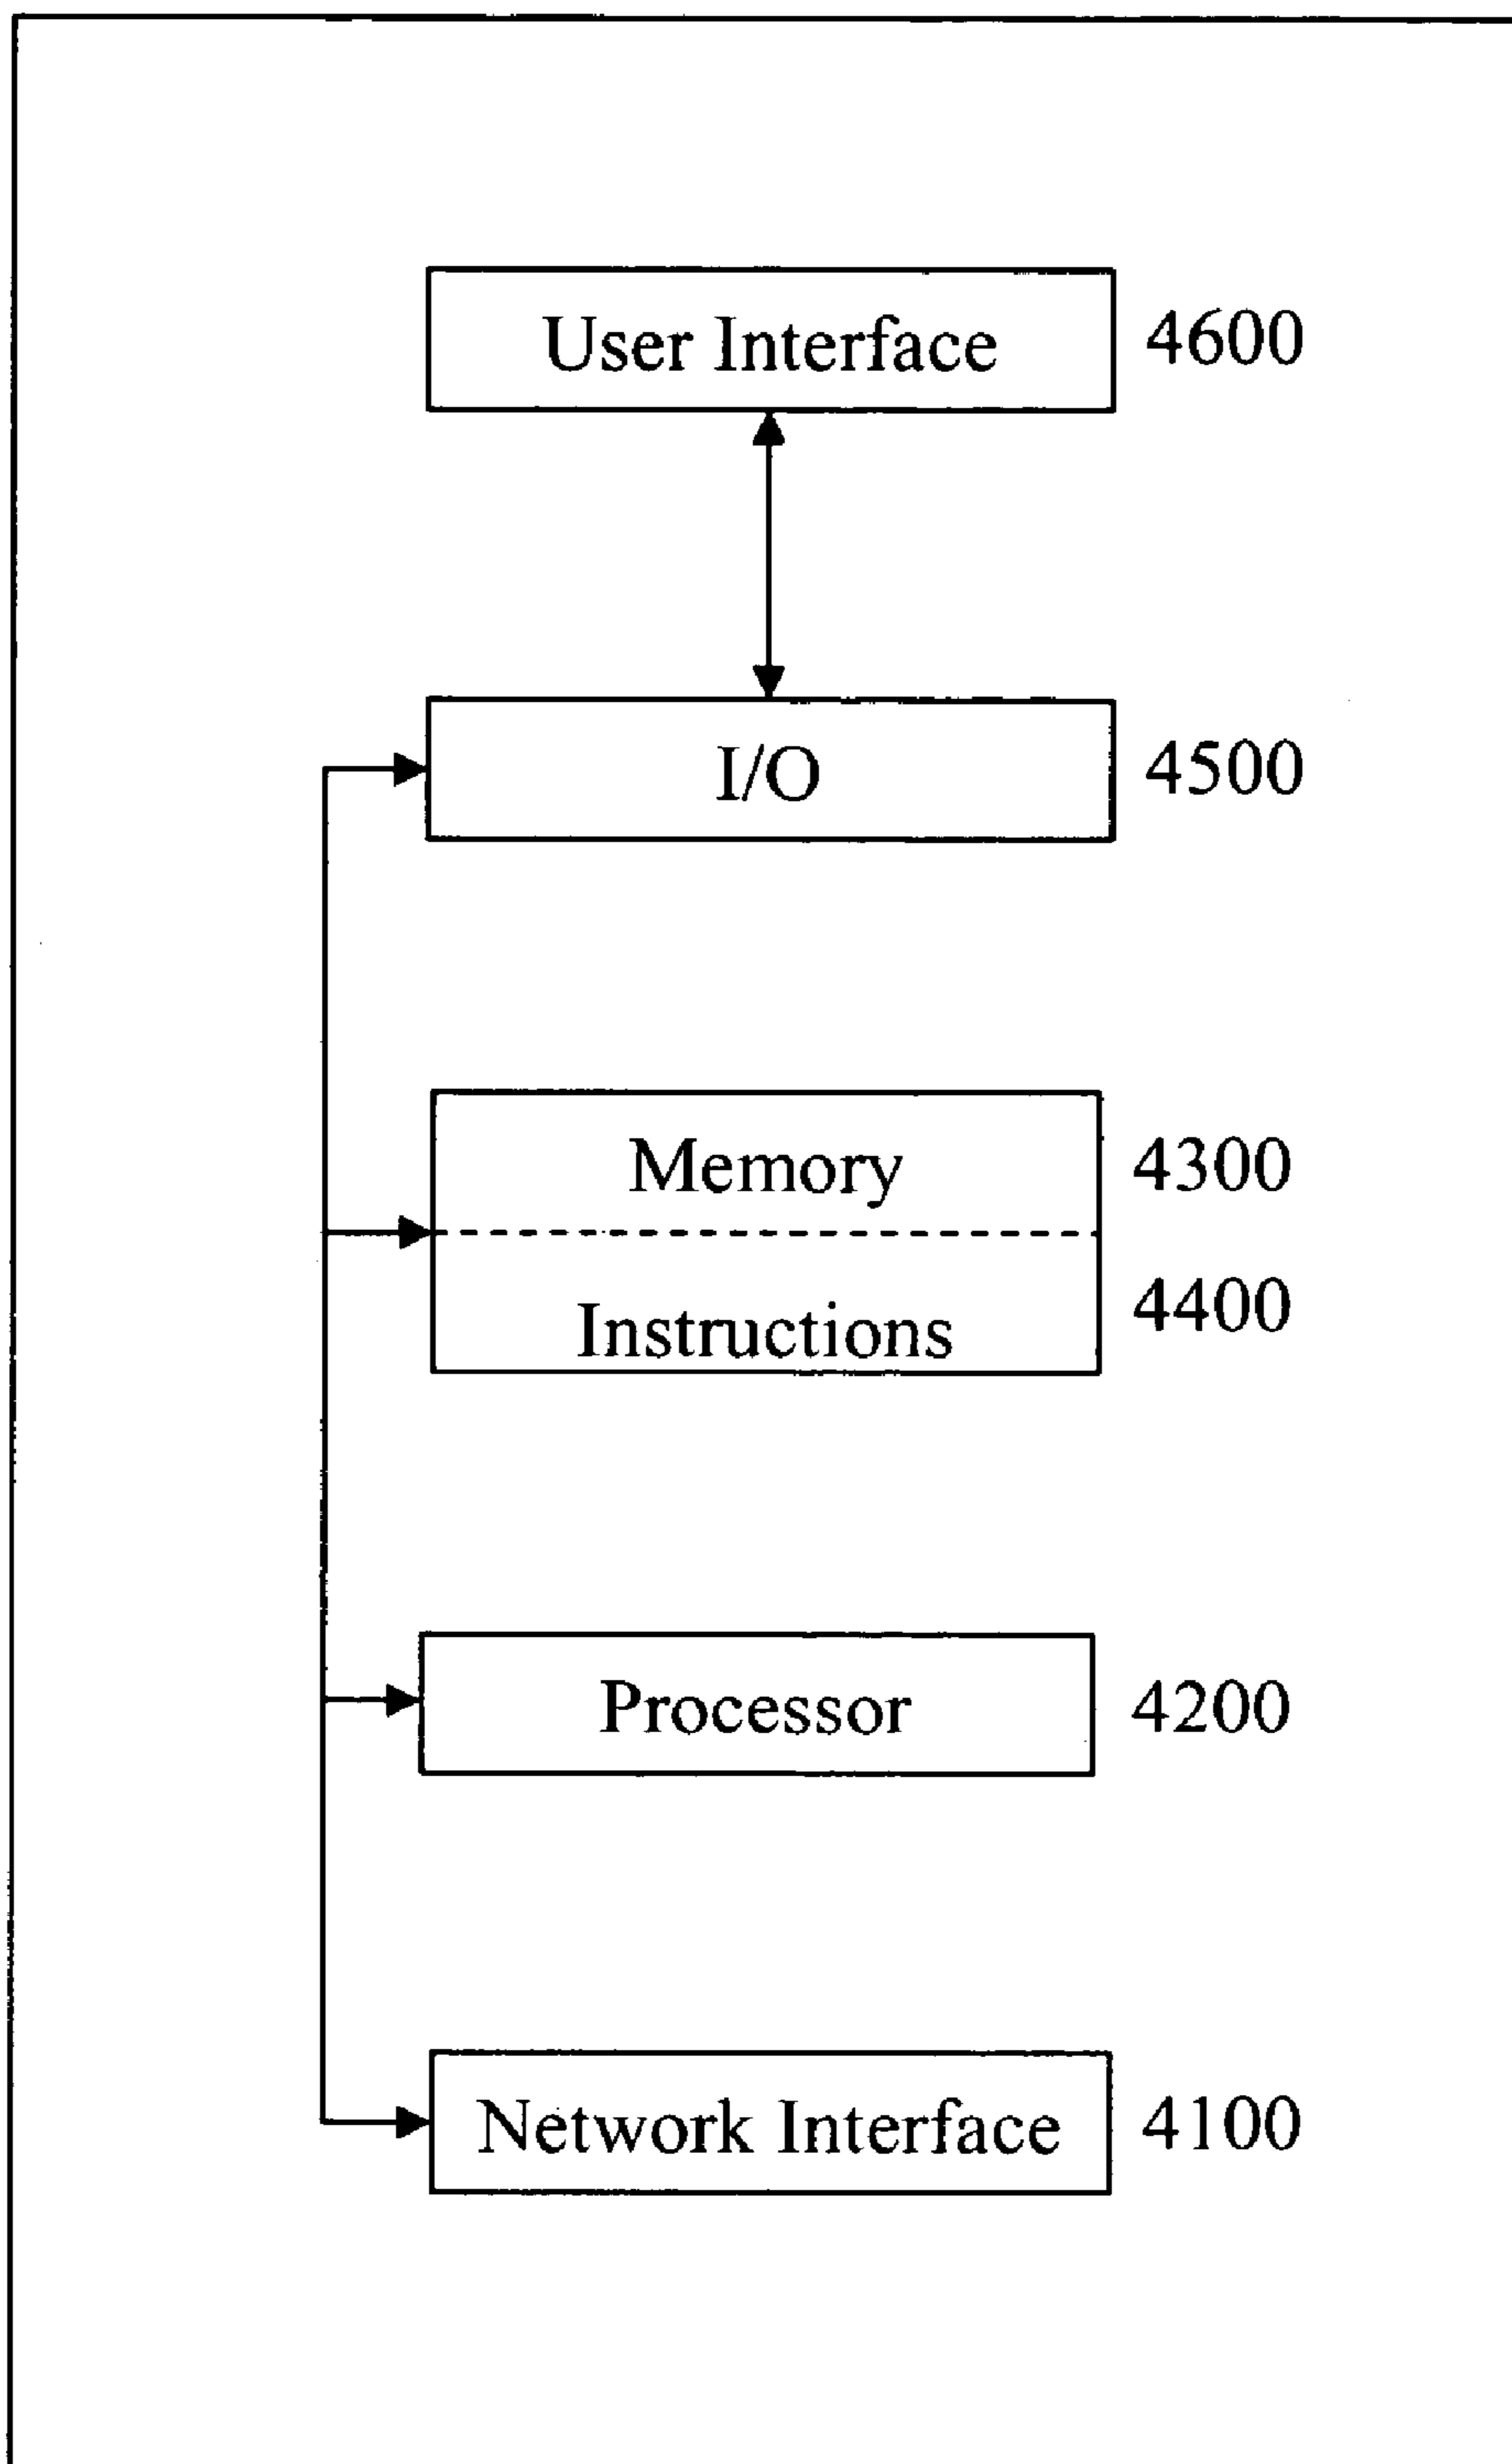 User Interface 4600
I/O 4500
Memory 4300
Instructions 4400
Processor 4200
Network Interface 4100